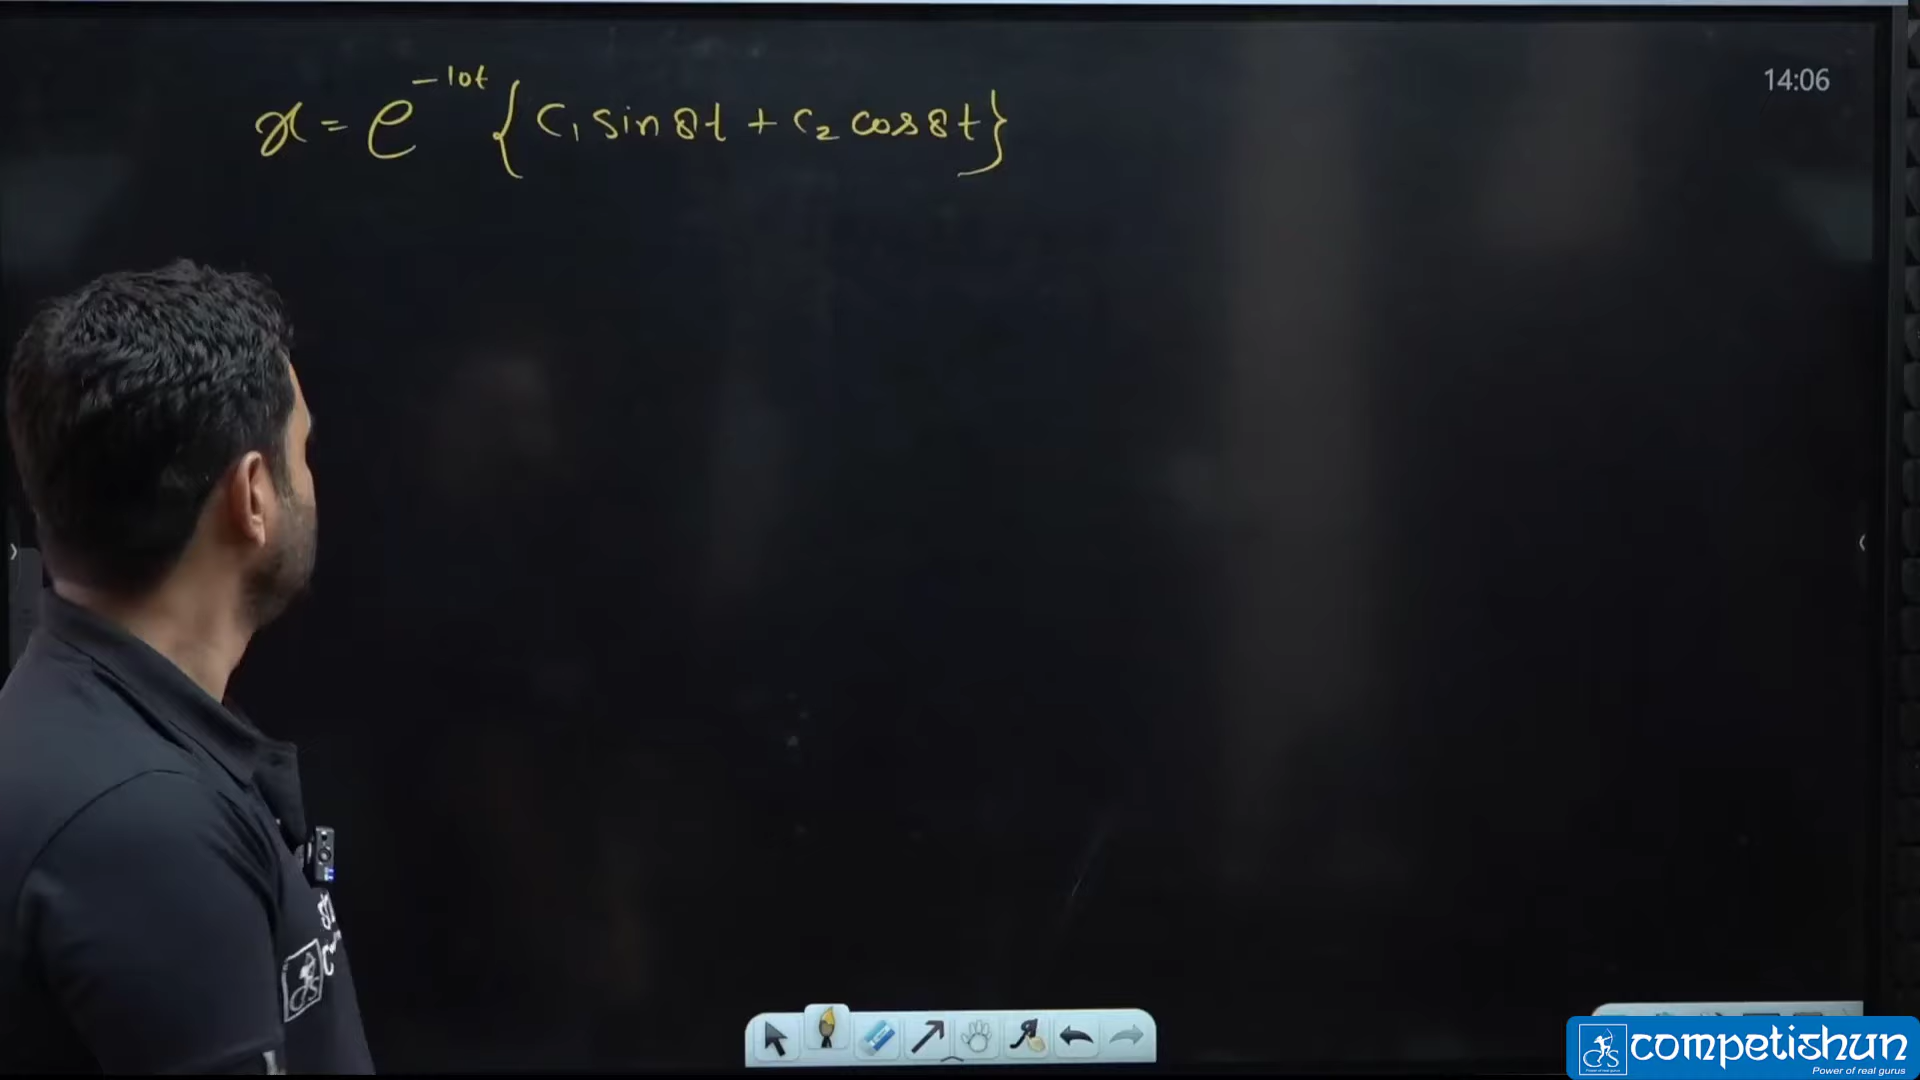 14:06
x = e^{-10t} { C₁ sin 8t + C₂ cos 8t }
competishun
Power of real gurus